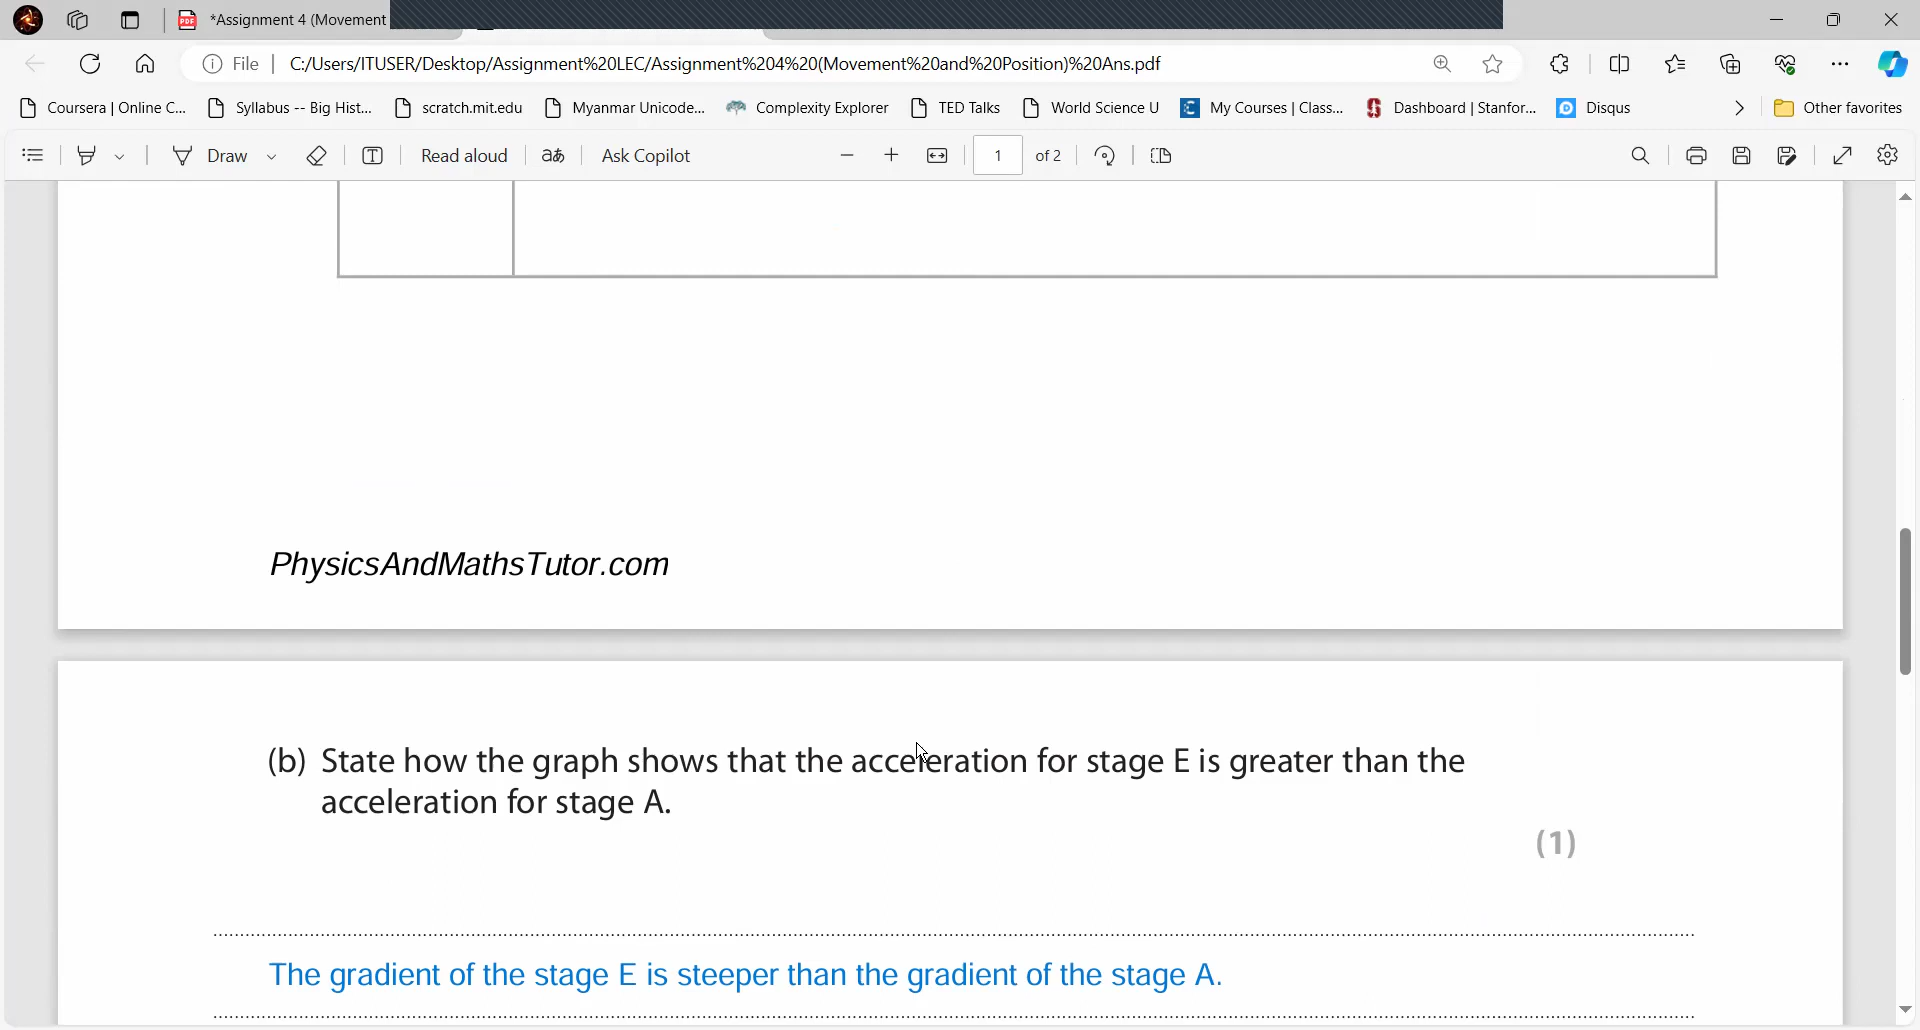 *Assignment 4 (Movement
File
C:/Users/ITUSER/Desktop/Assignment%20LEC/Assignment%204%20(Movement%20and%20Position)%20Ans.pdf
Coursera | Online C... Syllabus -- Big Hist... scratch.mit.edu Myanmar Unicode... Complexity Explorer TED Talks World Science U My Courses | Class... Dashboard | Stanfor... Disqus Other favorites
Draw Read aloud aあ Ask Copilot 1 of 2
PhysicsAndMathsTutor.com
(b) State how the graph shows that the acceleration for stage E is greater than the
acceleration for stage A.
(1)
The gradient of the stage E is steeper than the gradient of the stage A.